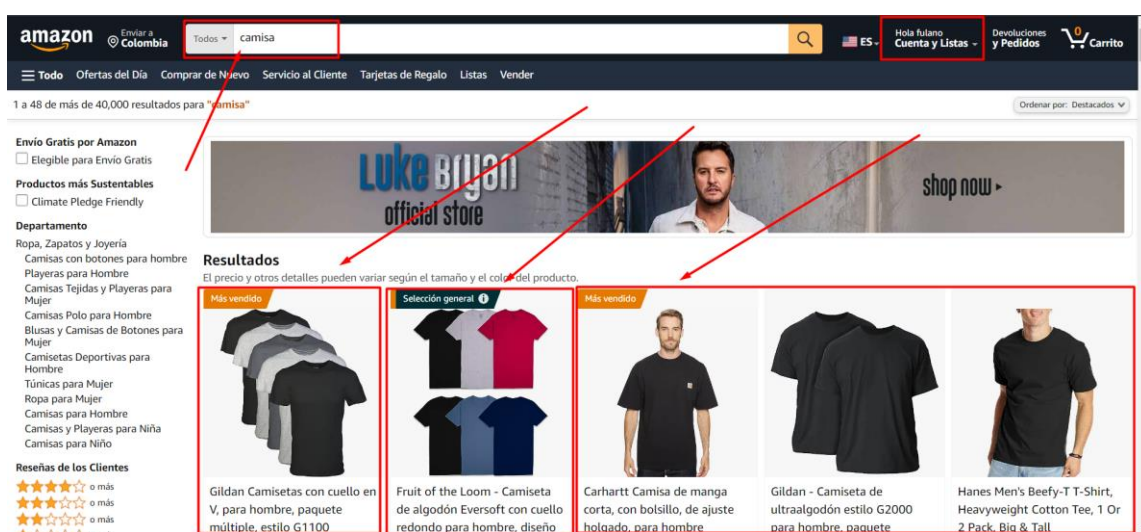 amazon
Enviar a
Colombia
Todos
camisa
ES
Hola fulano
Cuenta y Listas
Devoluciones
y Pedidos
0
Carrito
Todo Ofertas del Día Comprar de Nuevo Servicio al Cliente Tarjetas de Regalo Listas Vender
1 a 48 de más de 40,000 resultados para "camisa"
Ordenar por: Destacados
Envío Gratis por Amazon
Elegible para Envío Gratis
Productos más Sustentables
Climate Pledge Friendly
Departamento
Ropa, Zapatos y Joyería
Camisas con botones para hombre
Playeras para Hombre
Camisas Tejidas y Playeras para
Mujer
Camisas Polo para Hombre
Blusas y Camisas de Botones para
Mujer
Camisetas Deportivas para
Hombre
Túnicas para Mujer
Ropa para Mujer
Camisas para Hombre
Camisas y Playeras para Niña
Camisas para Niño
Reseñas de los Clientes
o más
o más
o más
LUKE BRYAN
official store
shop now
Resultados
El precio y otros detalles pueden variar según el tamaño y el color del producto.
Más vendido
Gildan Camisetas con cuello en
V, para hombre, paquete
múltiple, estilo G1100
Selección general
Fruit of the Loom - Camiseta
de algodón Eversoft con cuello
redondo para hombre, diseño
Más vendido
Carhartt Camisa de manga
corta, con bolsillo, de ajuste
holgado, para hombre
Gildan - Camiseta de
ultraalgodón estilo G2000
para hombre, paquete
Hanes Men's Beefy-T T-Shirt,
Heavyweight Cotton Tee, 1 Or
2 Pack, Big & Tall